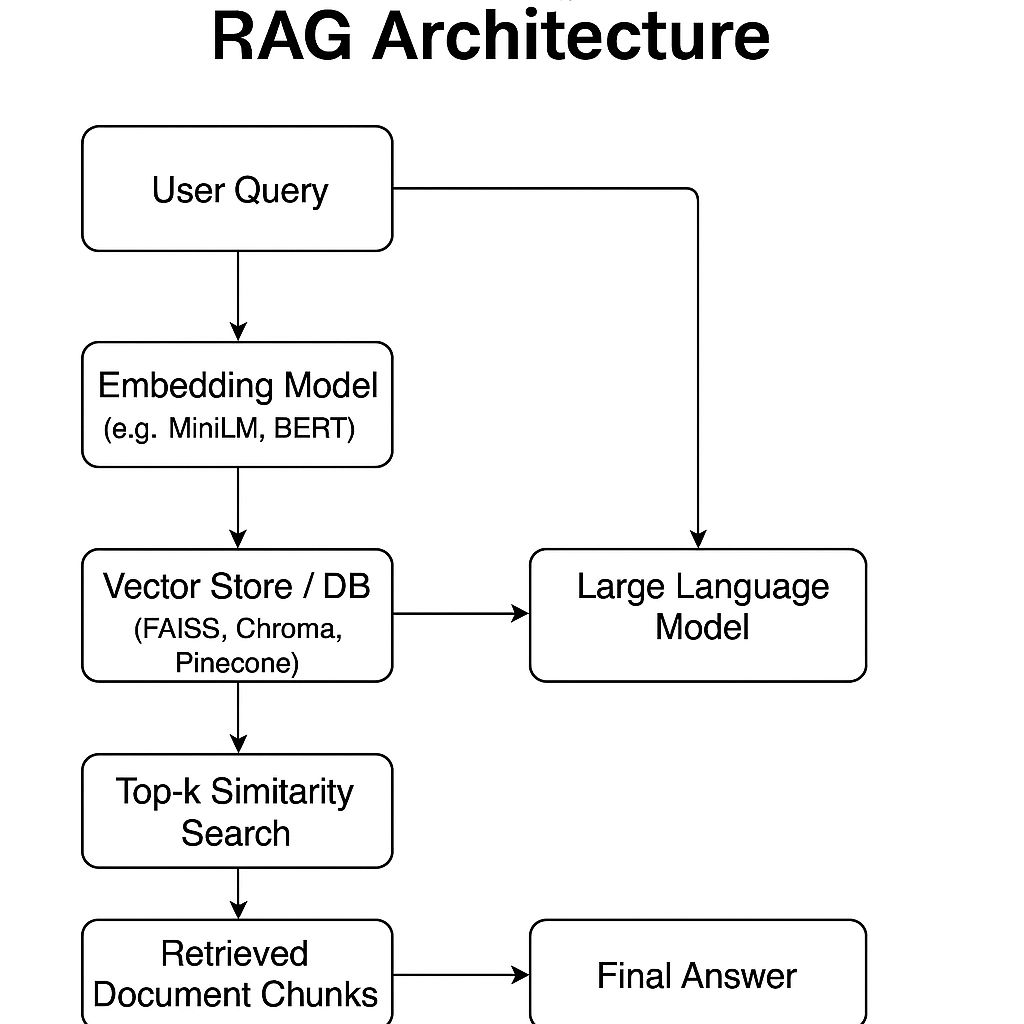 RAG Architecture
User Query
Embedding Model
(e.g. MiniLM, BERT)
Vector Store / DB
(FAISS, Chroma,
Pinecone)
Large Language
Model
Top-k Simitarity
Search
Retrieved
Document Chunks
Final Answer